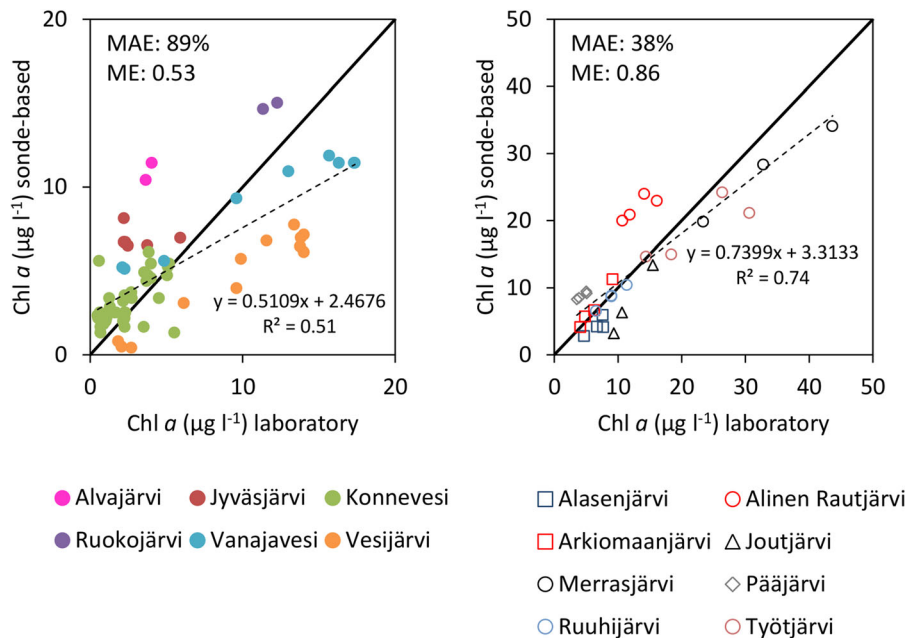 MAE: 89%
ME: 0.53
20
10
0
0
10
20
y = 0.5109x + 2.4676
R² = 0.51
Chl a (µg l⁻¹) sonde-based
Chl a (µg l⁻¹) laboratory
MAE: 38%
ME: 0.86
50
40
30
20
10
0
0
10
20
30
40
50
y = 0.7399x + 3.3133
R² = 0.74
Chl a (µg l⁻¹) sonde-based
Chl a (µg l⁻¹) laboratory
Alvajärvi
Jyväsjärvi
Konnevesi
Ruokojärvi
Vanajavesi
Vesijärvi
Alasenjärvi
Alinen Rautjärvi
Arkiomaanjärvi
Joutjärvi
Merrasjärvi
Pääjärvi
Ruuhijärvi
Työtjärvi